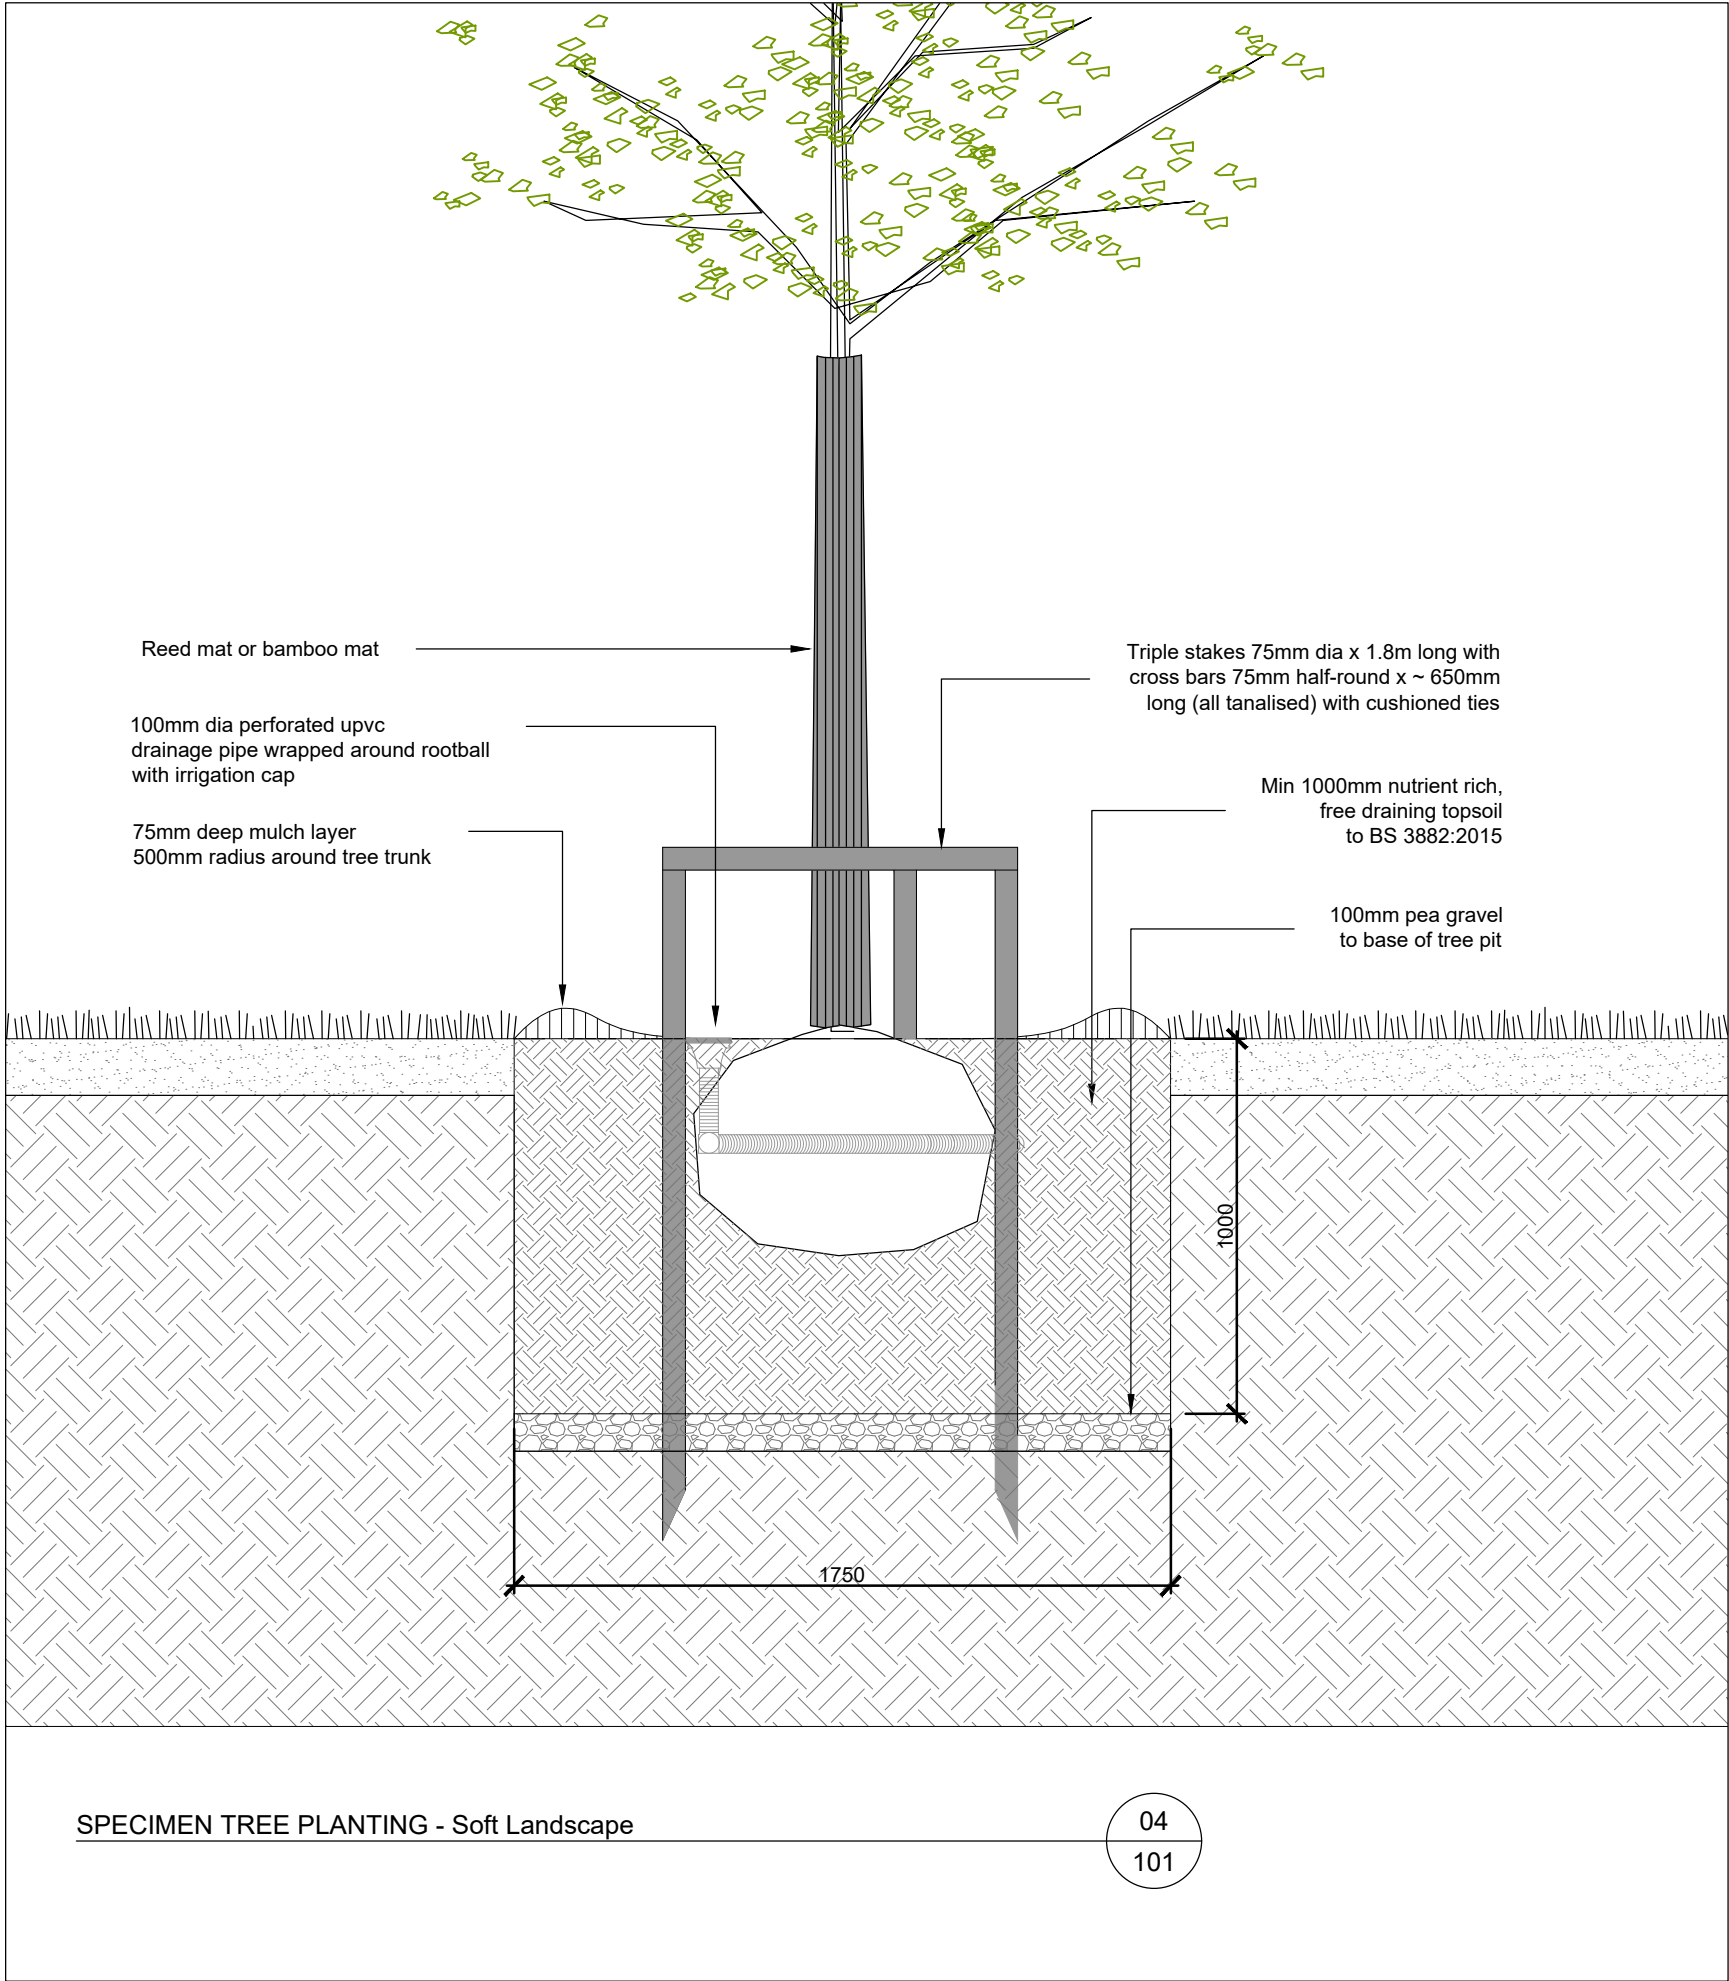 Reed mat or bamboo mat
100mm dia perforated upvc
drainage pipe wrapped around rootball
with irrigation cap
75mm deep mulch layer
500mm radius around tree trunk
Triple stakes 75mm dia x 1.8m long with
cross bars 75mm half-round x ~ 650mm
long (all tanalised) with cushioned ties
Min 1000mm nutrient rich,
free draining topsoil
to BS 3882:2015
100mm pea gravel
to base of tree pit
1000
1750
SPECIMEN TREE PLANTING - Soft Landscape
04
101